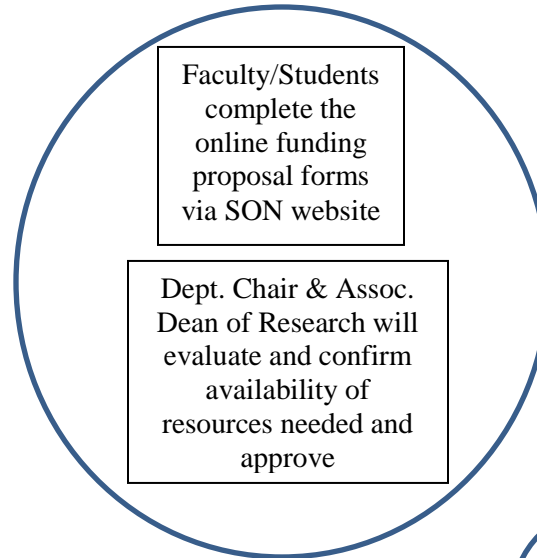 Faculty/Students
complete the
online funding
proposal forms
via SON website
Dept. Chair & Assoc.
Dean of Research will
evaluate and confirm
availability of
resources needed and
approve